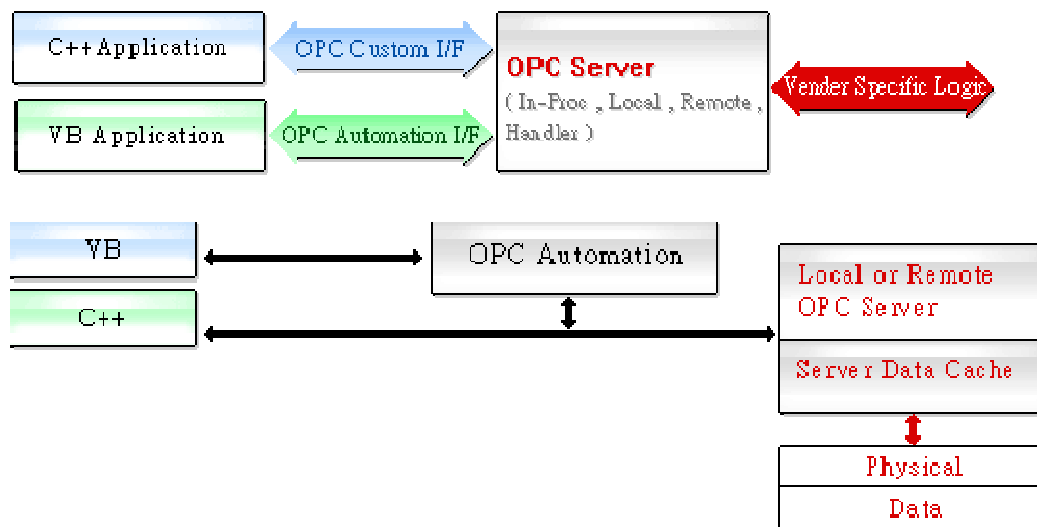 C++ Application
OPC Custom I/F
OPC Server
( In-Proc , Local , Remote ,
Handler )
Vender Specific Logic
VB Application
OPC Automation I/F
VB
OPC Automation
C++
Local or Remote
OPC Server
Server Data Cache
Physical
Data